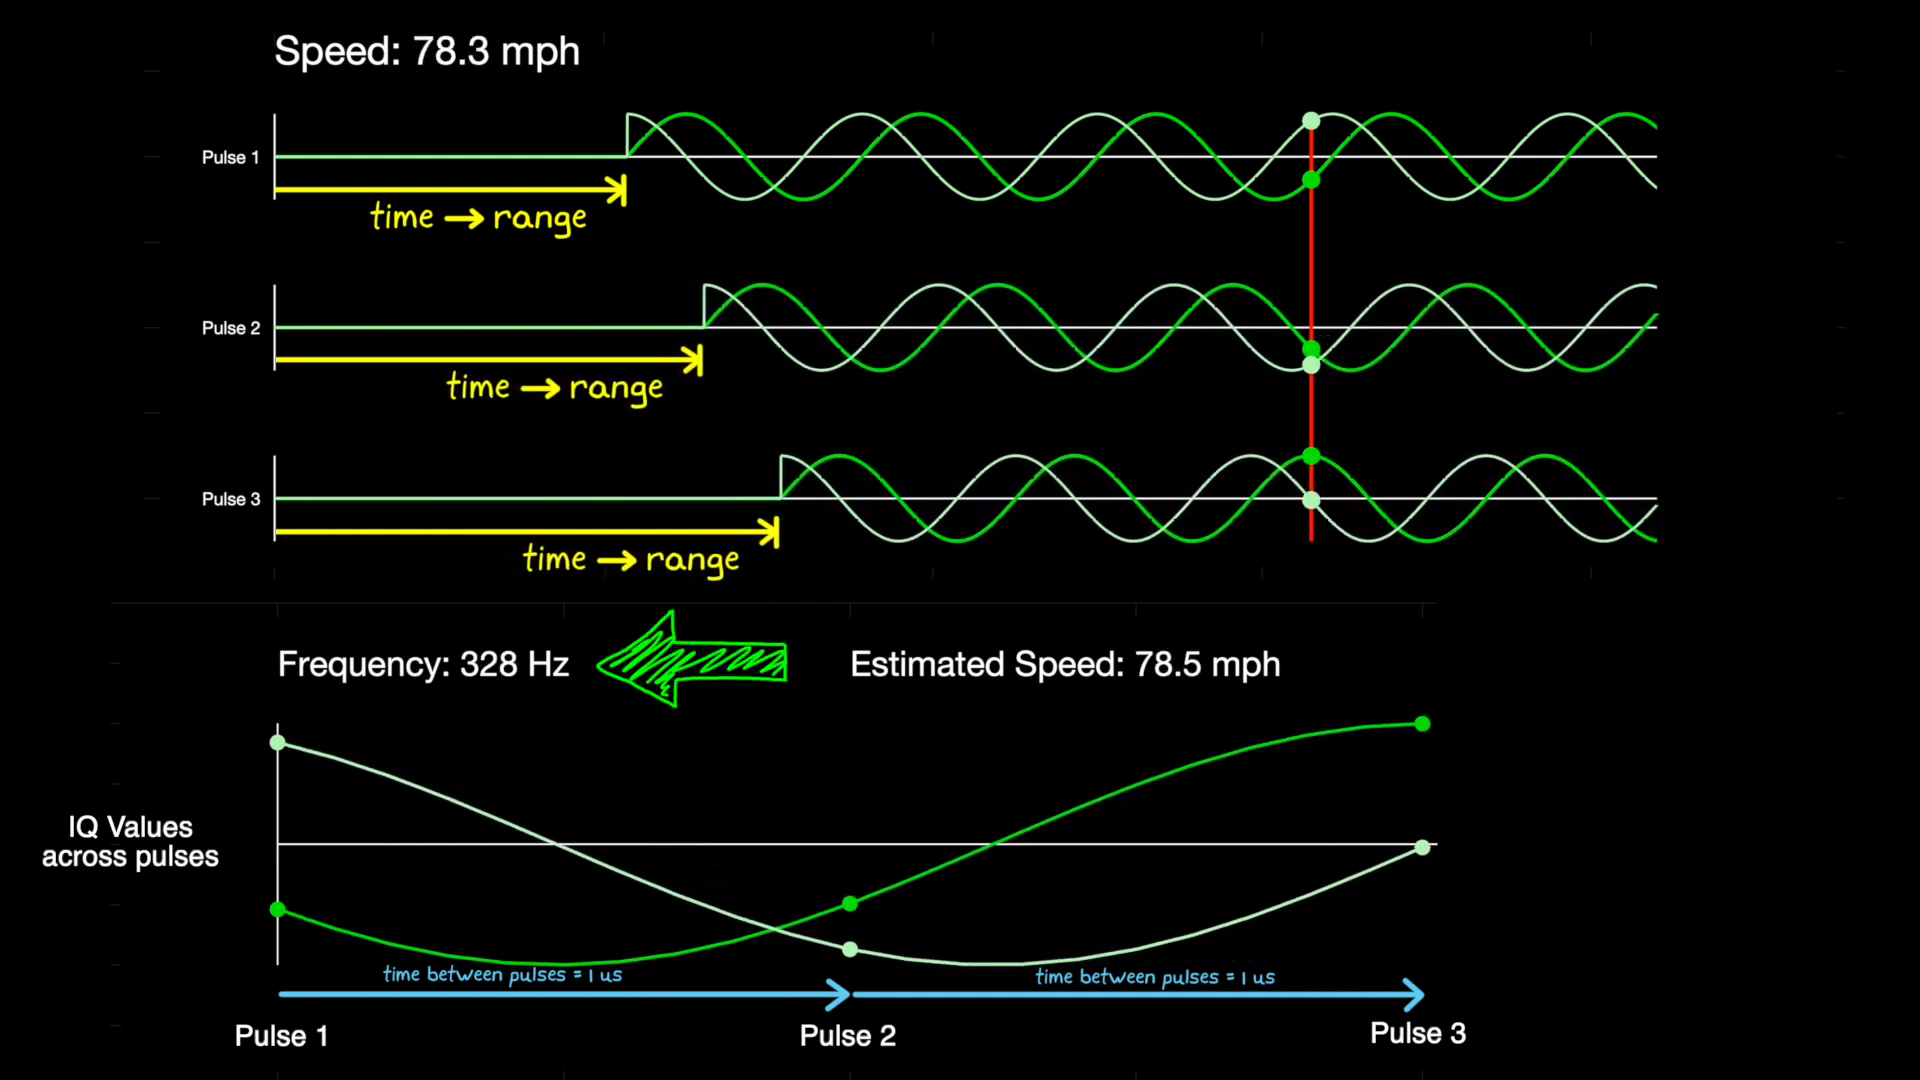 Speed: 78.3 mph
Pulse 1
time → range
Pulse 2
time → range
Pulse 3
time → range
Frequency: 328 Hz
Estimated Speed: 78.5 mph
IQ Values
across pulses
time between pulses = 1 us
time between pulses = 1 us
Pulse 1
Pulse 2
Pulse 3